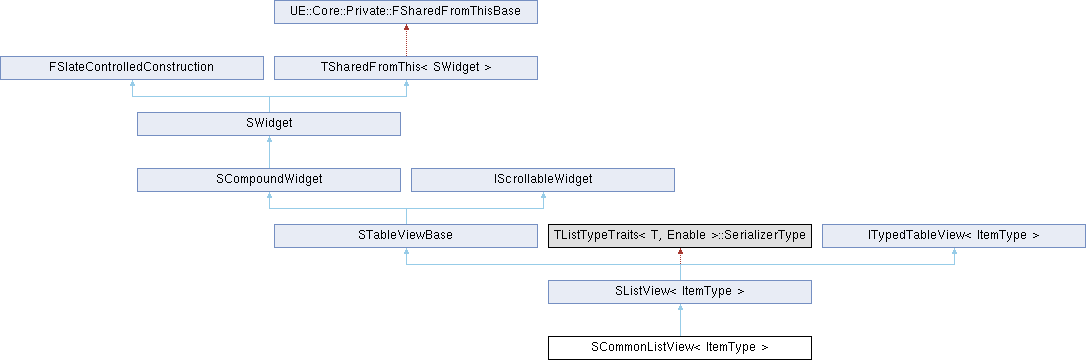 UE::Core::Private::FSharedFromThisBase
FSlateControlledConstruction
TSharedFromThis< SWidget >
SWidget
SCompoundWidget
IScrollableWidget
STableViewBase
TListTypeTraits< T, Enable >::SerializerType
ITypedTableView< ItemType >
SListView< ItemType >
SCommonListView< ItemType >